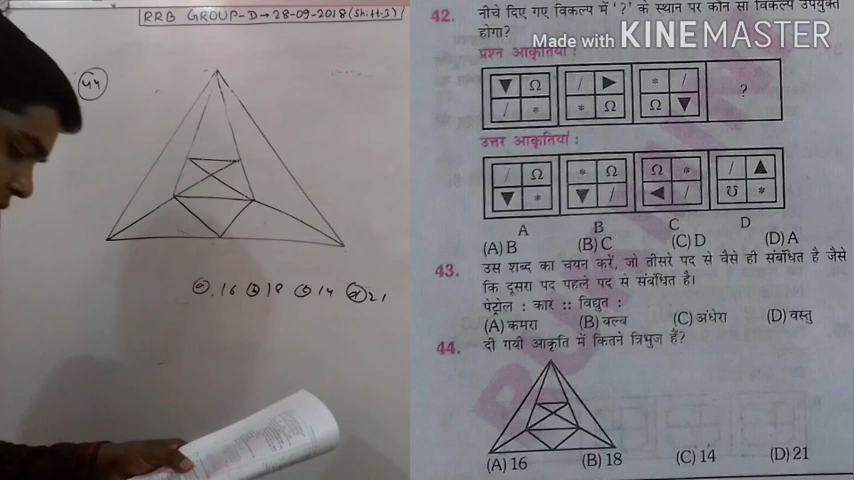 RRB GROUP-D → 28-09-2018 (Shift-3)
44
16 18 14 21
42. नीचे दिए गए विकल्प में '?' के स्थान पर कौन सा विकल्प उपयुक्त
होगा?
Made with KINEMASTER
प्रश्न आकृतियां :
▼ Ω / ► * / ?
/ * * Ω Ω ▼
उत्तर आकृतियां :
/ Ω * Ω Ω * / ▲
▼ * ▼ / ◄ / ℧ *
A B C D
(A) B (B) C (C) D (D) A
43. उस शब्द का चयन करें, जो तीसरे पद से वैसे ही संबंधित है जैसे
कि दूसरा पद पहले पद से संबंधित है।
पेट्रोल : कार :: विद्युत :
(A) कमरा (B) बल्ब (C) अंधेरा (D) वस्तु
44. दी गयी आकृति में कितने त्रिभुज हैं?
(A) 16 (B) 18 (C) 14 (D) 21